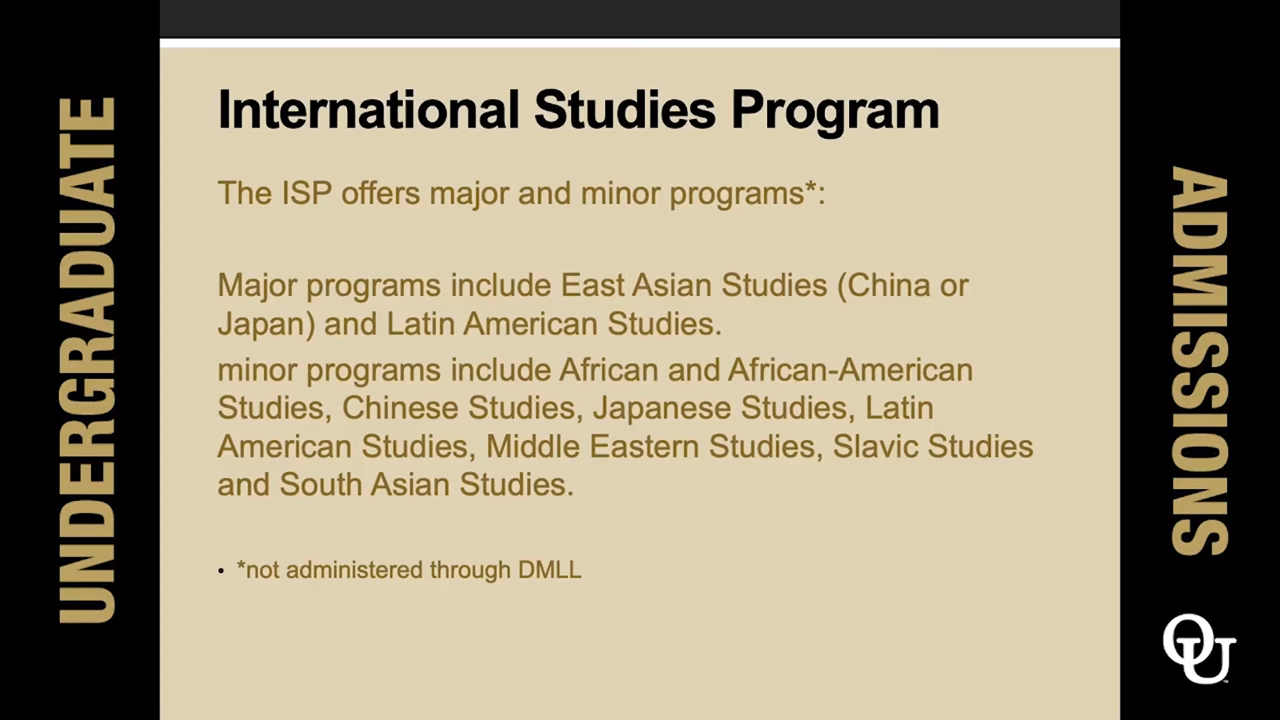 UNDERGRADUATE
International Studies Program
The ISP offers major and minor programs*:
Major programs include East Asian Studies (China or
Japan) and Latin American Studies.
minor programs include African and African-American
Studies, Chinese Studies, Japanese Studies, Latin
American Studies, Middle Eastern Studies, Slavic Studies
and South Asian Studies.
• *not administered through DMLL
ADMISSIONS
OU